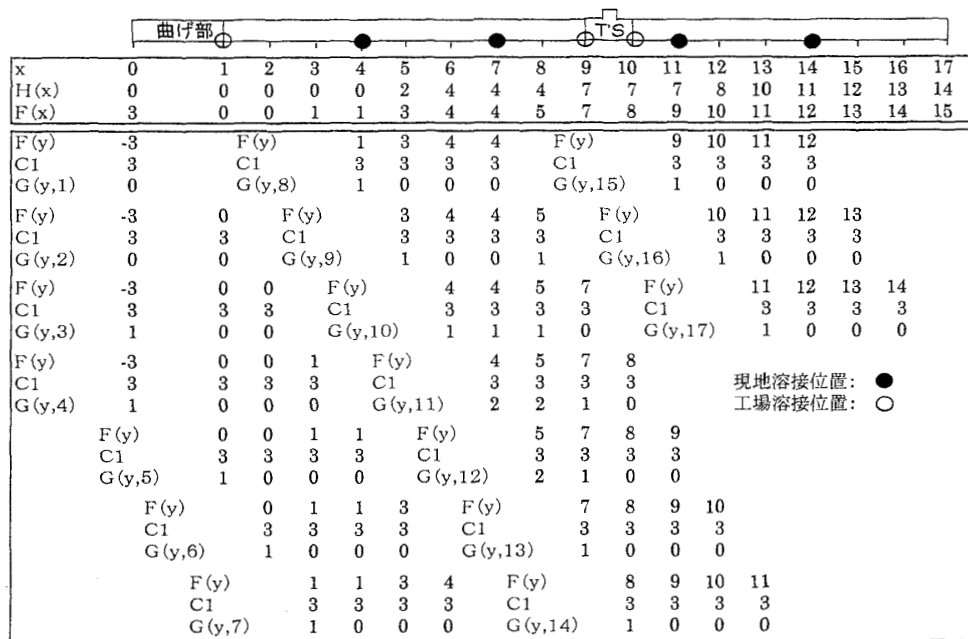 曲げ部 T'S
x 0 1 2 3 4 5 6 7 8 9 10 11 12 13 14 15 16 17
H(x) 0 0 0 0 0 2 4 4 4 7 7 7 8 10 11 12 13 14
F(x) 3 0 0 1 1 3 4 4 5 7 8 9 10 11 12 13 14 15
F(y) -3 F(y) 1 3 4 4 F(y) 9 10 11 12
C1 3 C1 3 3 3 3 C1 3 3 3 3
G(y,1) 0 G(y,8) 1 0 0 0 G(y,15) 1 0 0 0
F(y) -3 0 F(y) 3 4 4 5 F(y) 10 11 12 13
C1 3 3 C1 3 3 3 3 C1 3 3 3 3
G(y,2) 0 0 G(y,9) 1 0 0 1 G(y,16) 1 0 0 0
F(y) -3 0 0 F(y) 4 4 5 7 F(y) 11 12 13 14
C1 3 3 3 C1 3 3 3 3 C1 3 3 3 3
G(y,3) 1 0 0 G(y,10) 1 1 1 0 G(y,17) 1 0 0 0
F(y) -3 0 0 1 F(y) 4 5 7 8
C1 3 3 3 3 C1 3 3 3 3 現地溶接位置: ●
G(y,4) 1 0 0 0 G(y,11) 2 2 1 0 工場溶接位置: ○
F(y) 0 0 1 1 F(y) 5 7 8 9
C1 3 3 3 3 C1 3 3 3 3
G(y,5) 1 0 0 0 G(y,12) 2 1 0 0
F(y) 0 1 1 3 F(y) 7 8 9 10
C1 3 3 3 3 C1 3 3 3 3
G(y,6) 1 0 0 0 G(y,13) 1 0 0 0
F(y) 1 1 3 4 F(y) 8 9 10 11
C1 3 3 3 3 C1 3 3 3 3
G(y,7) 1 0 0 0 G(y,14) 1 0 0 0